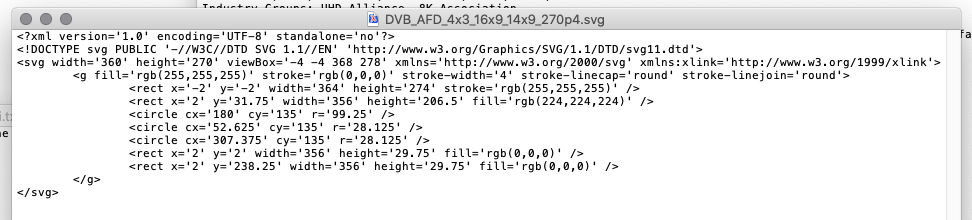 Industry Groups: UHD Alliance, 8K Association
DVB_AFD_4x3_16x9_14x9_270p4.svg
<?xml version='1.0' encoding='UTF-8' standalone='no'?>
<!DOCTYPE svg PUBLIC '-//W3C//DTD SVG 1.1//EN' 'http://www.w3.org/Graphics/SVG/1.1/DTD/svg11.dtd'>
<svg width='360' height='270' viewBox='-4 -4 368 278' xmlns='http://www.w3.org/2000/svg' xmlns:xlink='http://www.w3.org/1999/xlink'>
<g fill='rgb(255,255,255)' stroke='rgb(0,0,0)' stroke-width='4' stroke-linecap='round' stroke-linejoin='round'>
<rect x='-2' y='-2' width='364' height='274' stroke='rgb(255,255,255)' />
<rect x='2' y='31.75' width='356' height='206.5' fill='rgb(224,224,224)' />
<circle cx='180' cy='135' r='99.25' />
<circle cx='52.625' cy='135' r='28.125' />
<circle cx='307.375' cy='135' r='28.125' />
<rect x='2' y='2' width='356' height='29.75' fill='rgb(0,0,0)' />
<rect x='2' y='238.25' width='356' height='29.75' fill='rgb(0,0,0)' />
</g>
</svg>